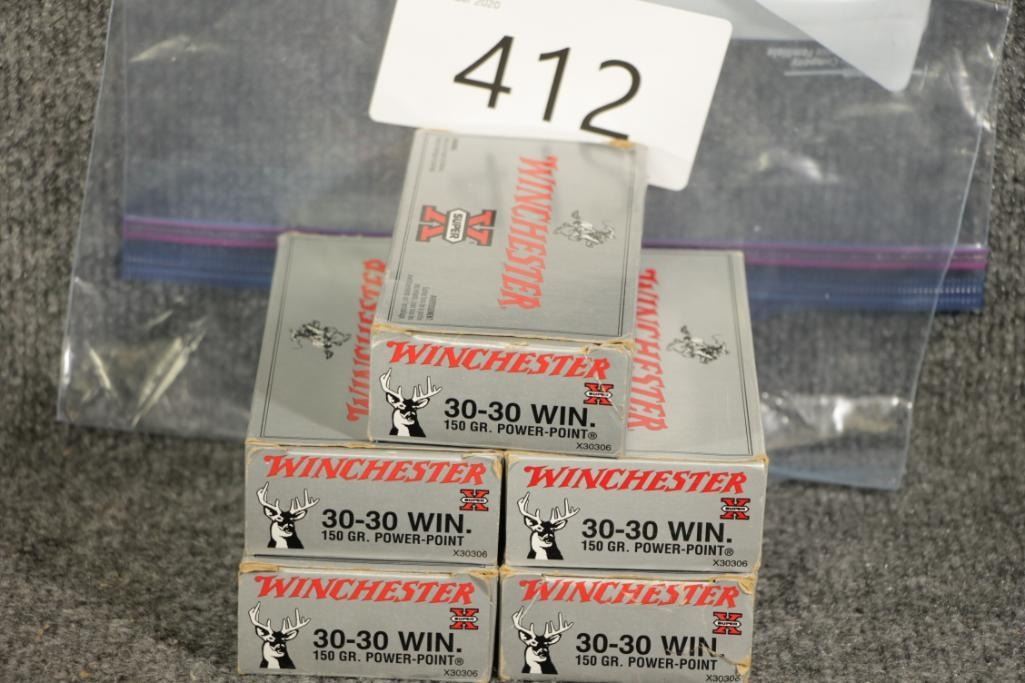 2020
412
WINCHESTER
SUPER
X
WINCHESTER
WINCHESTER
WINCHESTER
30-30 WIN.
X
SUPER
150 GR. POWER-POINT®
X30306
WINCHESTER
30-30 WIN.
X
SUPER
150 GR. POWER-POINT
X30306
WINCHESTER
30-30 WIN.
X
SUPER
150 GR. POWER-POINT®
X30306
WINCHESTER
30-30 WIN.
X
SUPER
150 GR. POWER-POINT®
X30306
WINCHESTER
30-30 WIN.
X
SUPER
150 GR. POWER-POINT
X30306